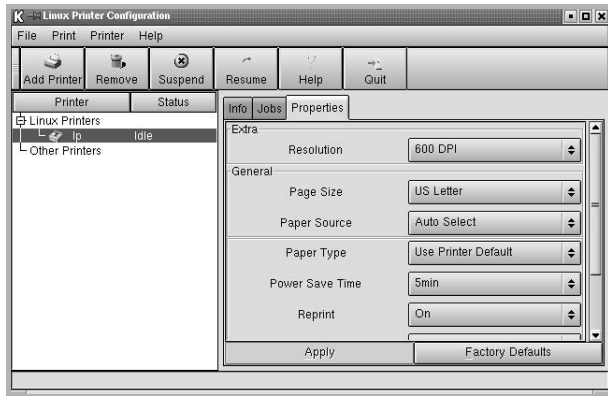 Linux Printer Configuration
File Print Printer Help
Add Printer Remove Suspend Resume Help Quit
Printer Status
Linux Printers
lp Idle
Other Printers
Info Jobs Properties
Extra
Resolution 600 DPI
General
Page Size US Letter
Paper Source Auto Select
Paper Type Use Printer Default
Power Save Time 5min
Reprint On
Apply Factory Defaults